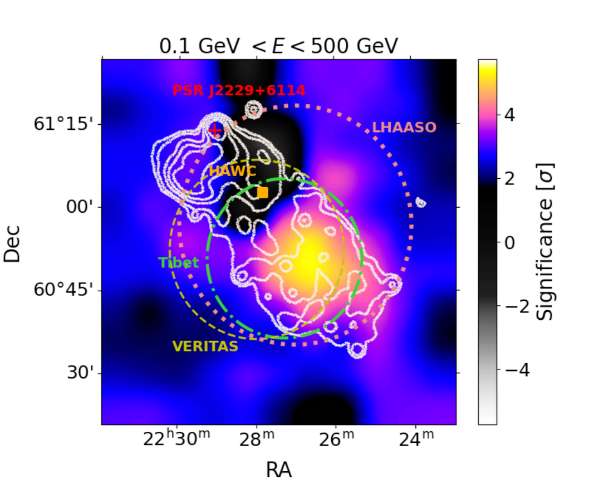 0.1 GeV < E < 500 GeV
PSR J2229+6114
LHAASO
HAWC
Tibet
VERITAS
61°15'
00'
60°45'
30'
Dec
22ʰ30ᵐ
28ᵐ
26ᵐ
24ᵐ
RA
4
2
0
−2
−4
Significance [σ]